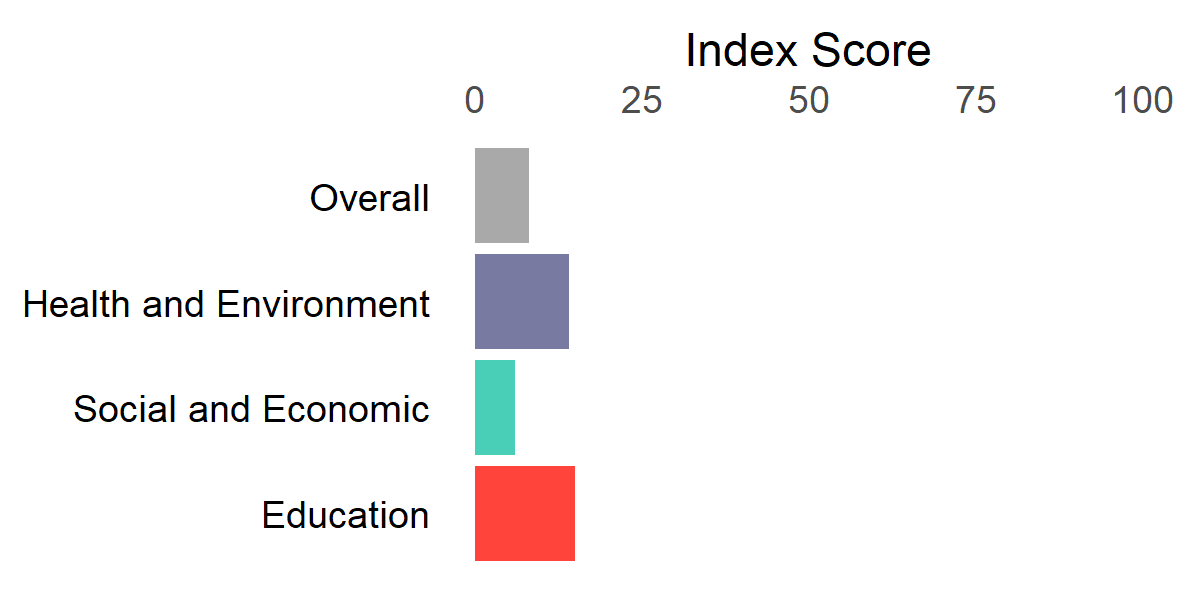 Index Score
0 25 50 75 100
Overall
Health and Environment
Social and Economic
Education